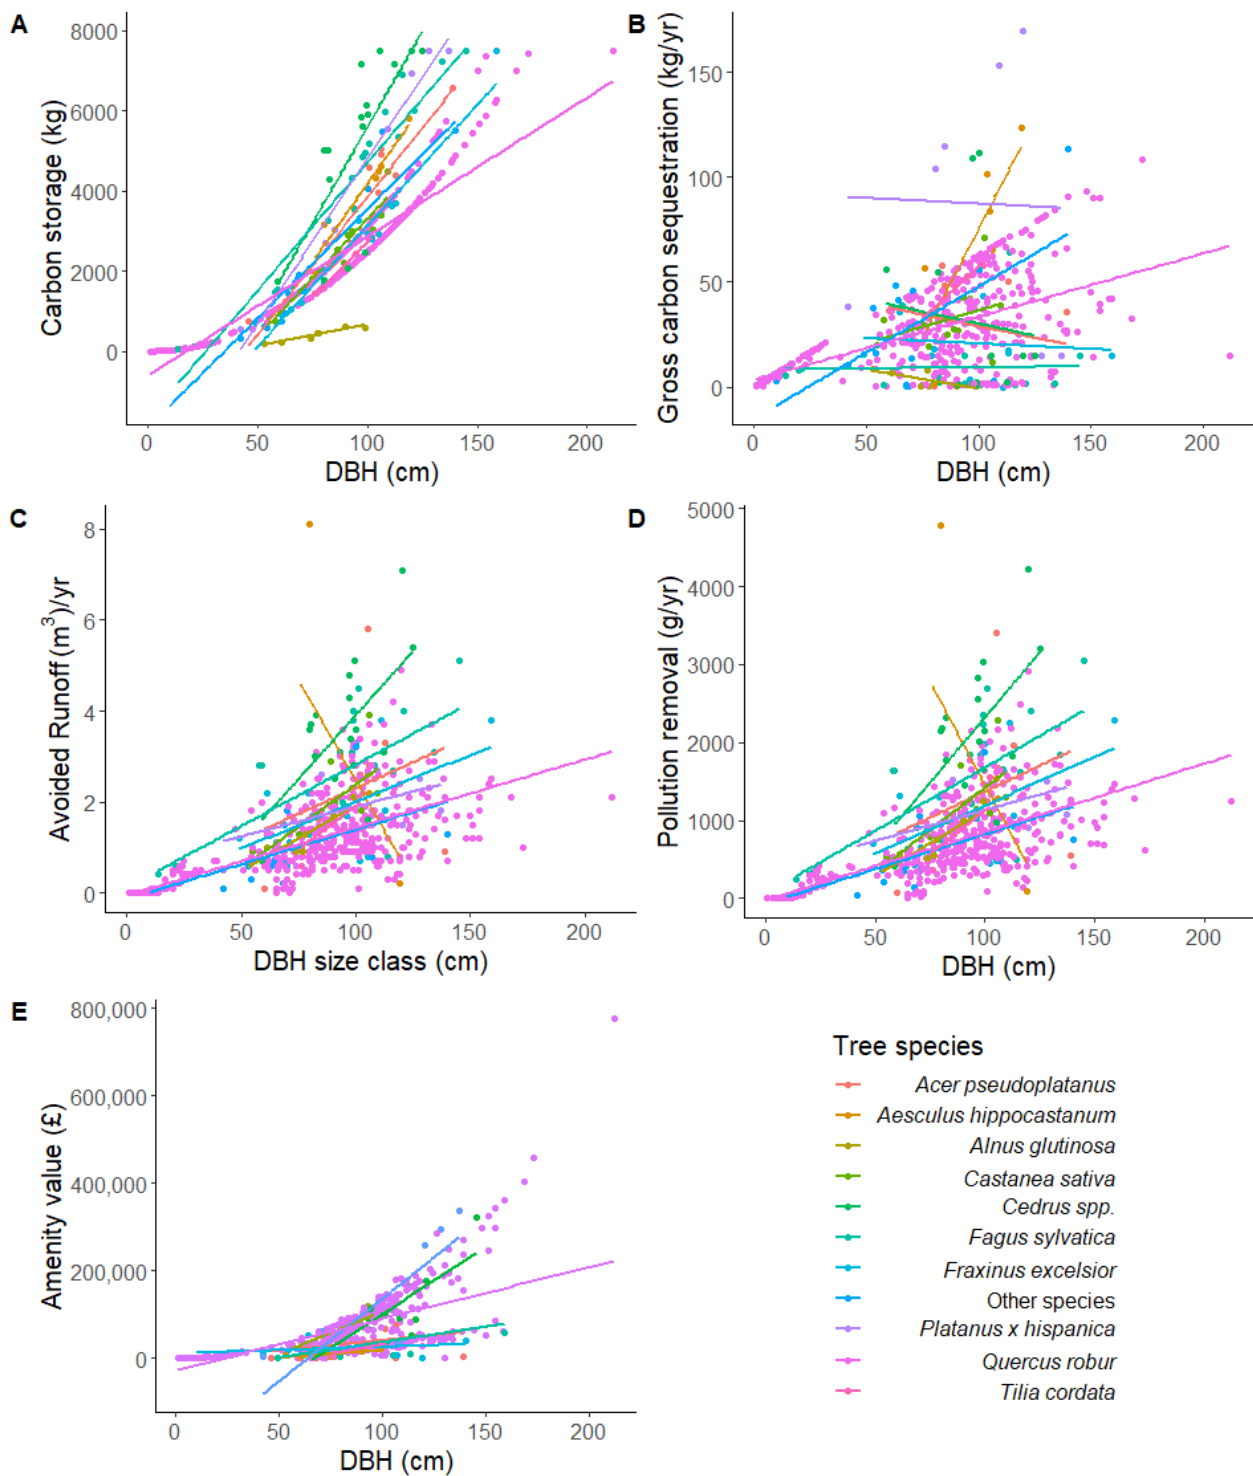 A
8000
6000
4000
2000
0
Carbon storage (kg)
0 50 100 150 200
DBH (cm)
B
150
100
50
0
Gross carbon sequestration (kg/yr)
0 50 100 150 200
DBH (cm)
C
8
6
4
2
0
Avoided Runoff (m³)/yr
0 50 100 150 200
DBH size class (cm)
D
5000
4000
3000
2000
1000
0
Pollution removal (g/yr)
0 50 100 150 200
DBH (cm)
E
800,000
600,000
400,000
200,000
0
Amenity value (£)
0 50 100 150 200
DBH (cm)
Tree species
Acer pseudoplatanus
Aesculus hippocastanum
Alnus glutinosa
Castanea sativa
Cedrus spp.
Fagus sylvatica
Fraxinus excelsior
Other species
Platanus x hispanica
Quercus robur
Tilia cordata